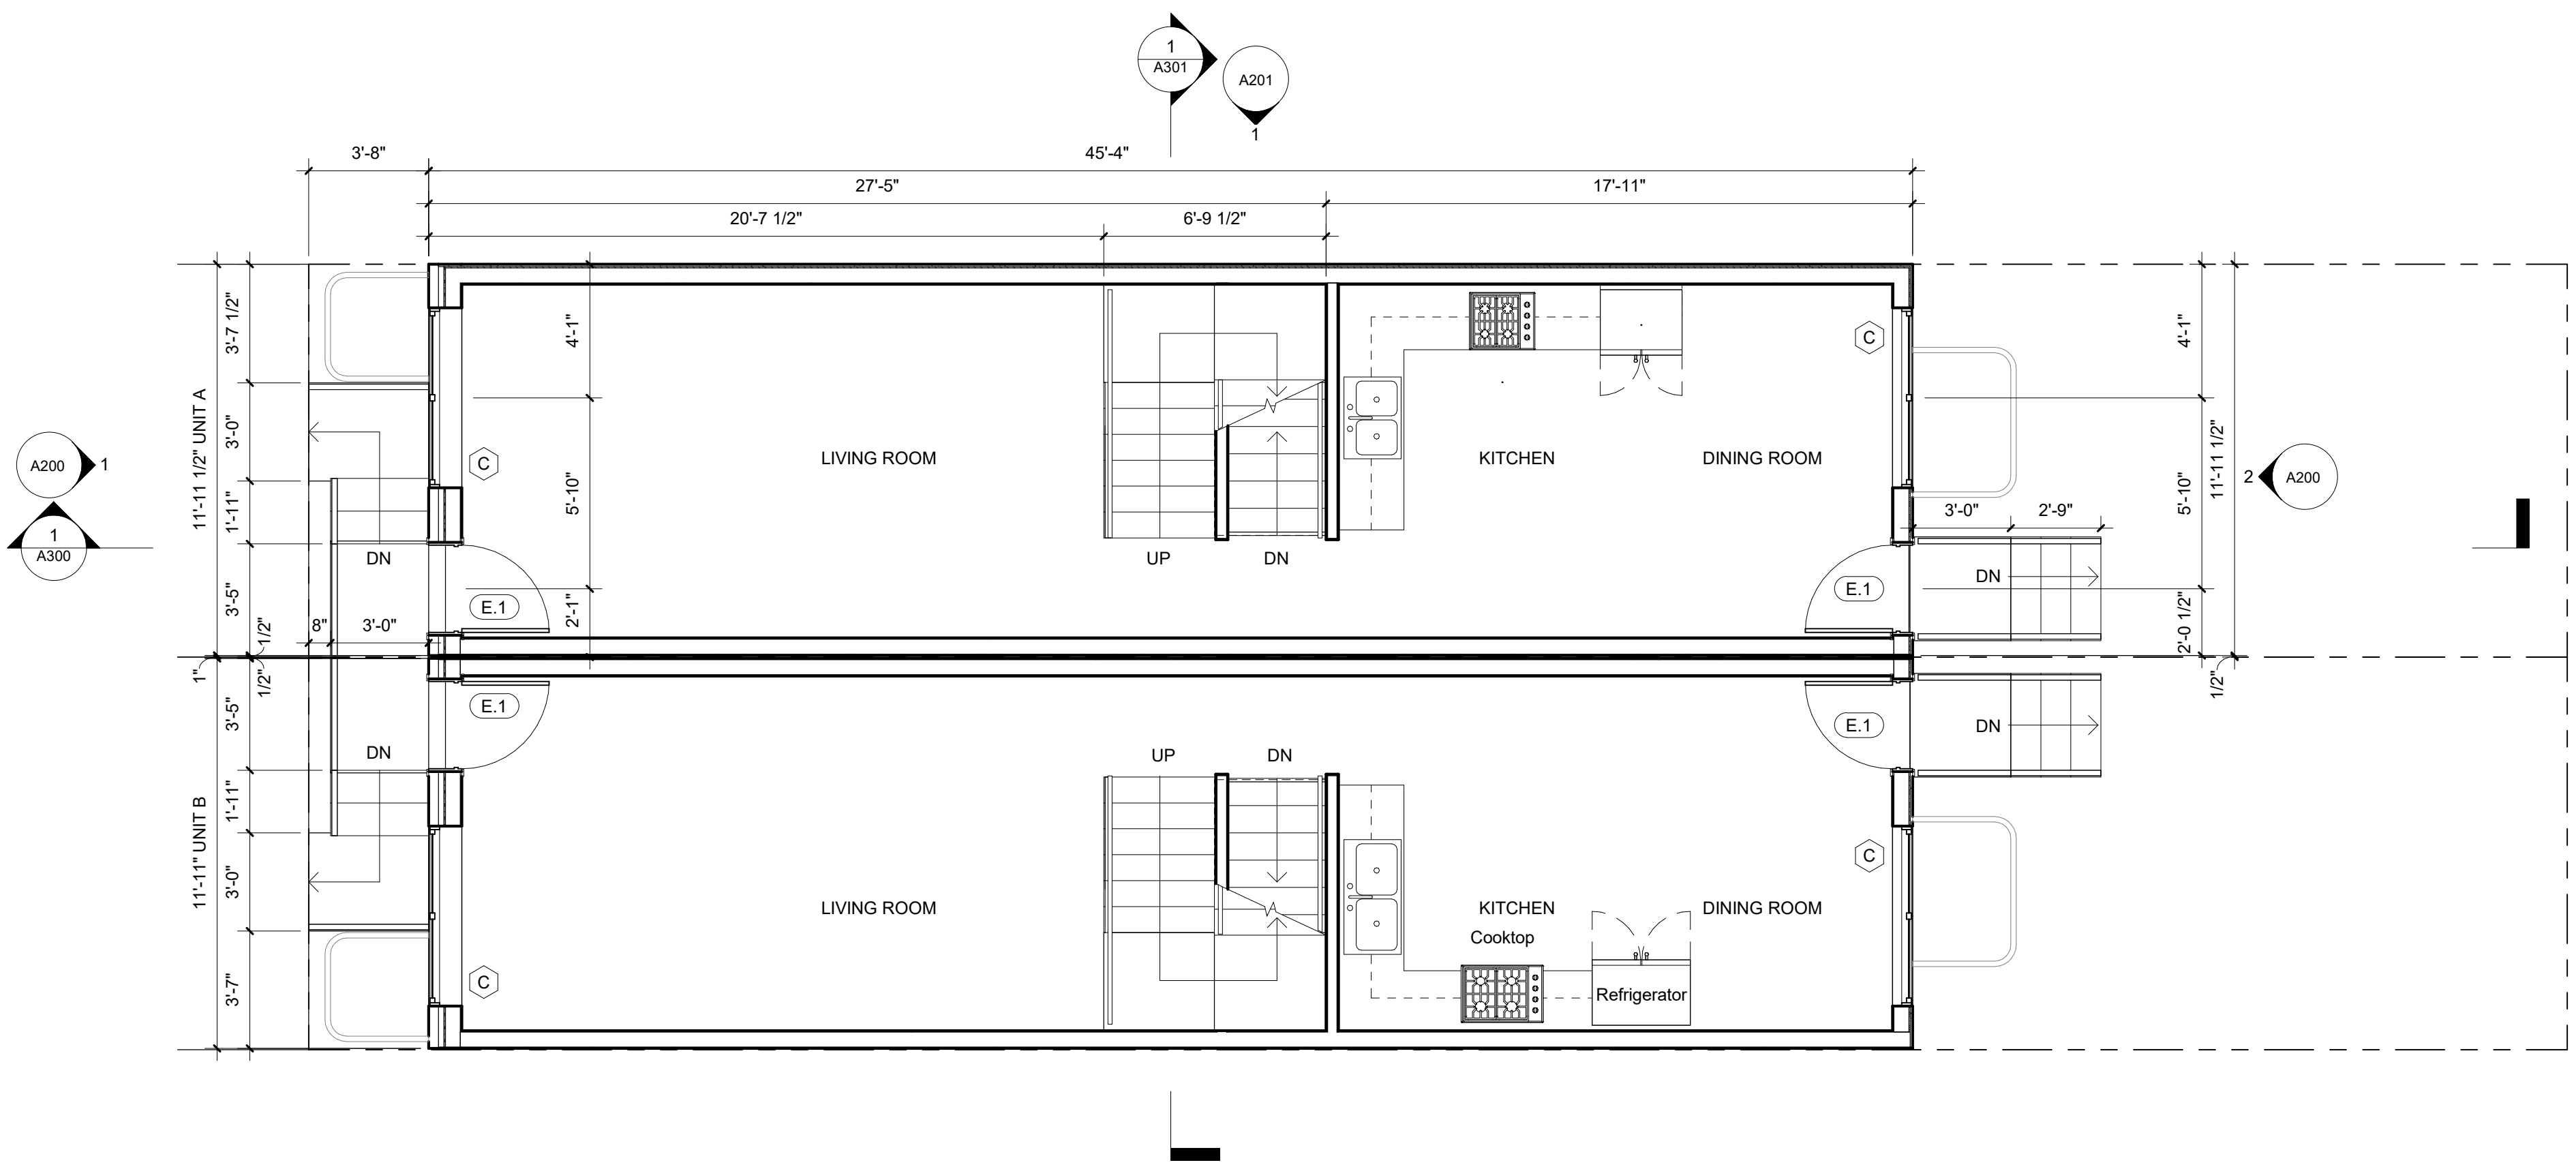 1
A301
A201
1
3'-8"
45'-4"
27'-5"
17'-11"
20'-7 1/2"
6'-9 1/2"
11'-11 1/2" UNIT A
3'-7 1/2"
3'-0"
1'-11"
3'-5"
1/2"
4'-1"
5'-10"
2'-1"
A200
1
1
A300
C
LIVING ROOM
KITCHEN
DINING ROOM
C
DN
UP
DN
E.1
E.1
8"
3'-0"
3'-0"
2'-9"
DN
4'-1"
5'-10"
2'-0 1/2"
11'-11 1/2"
1/2"
2
A200
1"
1/2"
11'-11" UNIT B
3'-5"
1'-11"
3'-0"
3'-7"
E.1
E.1
DN
DN
UP
DN
C
LIVING ROOM
KITCHEN
DINING ROOM
Cooktop
C
Refrigerator